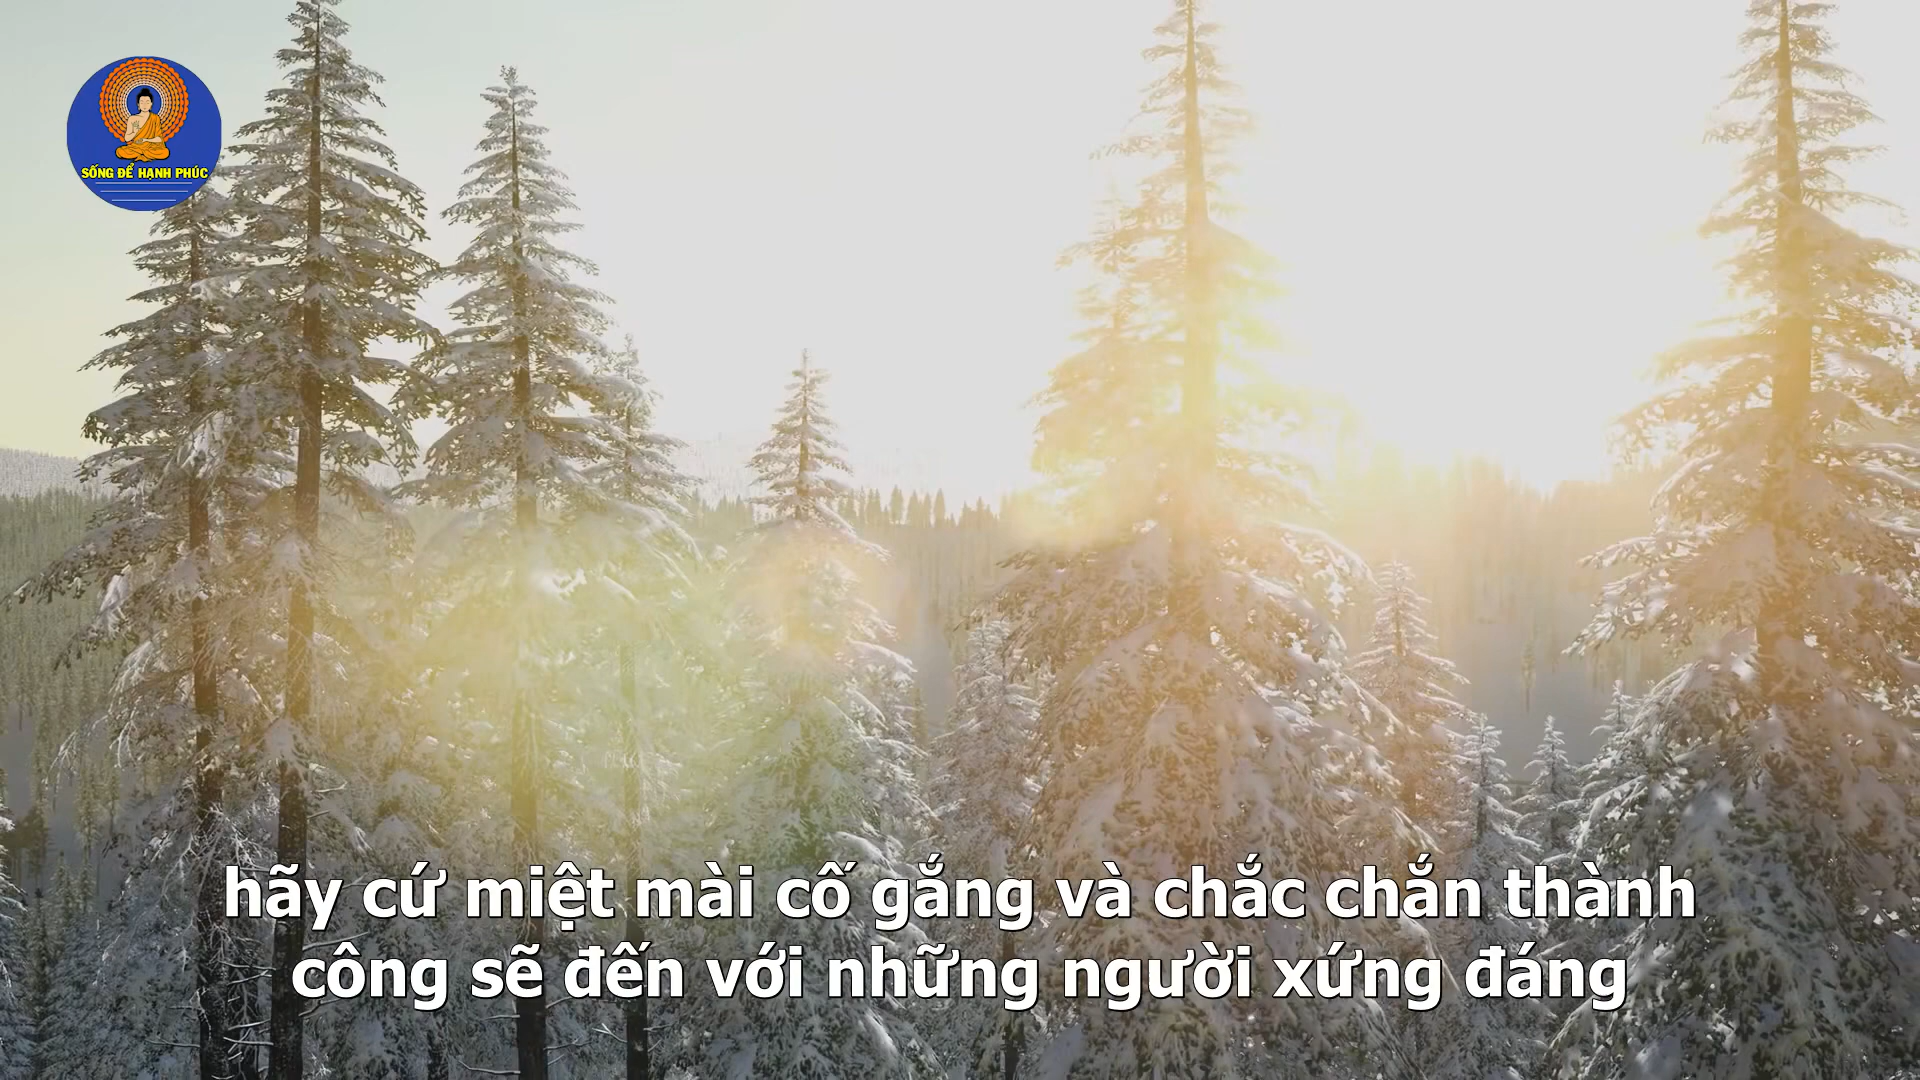 SỐNG ĐỂ HẠNH PHÚC
hãy cứ miệt mài cố gắng và chắc chắn thành
công sẽ đến với những người xứng đáng